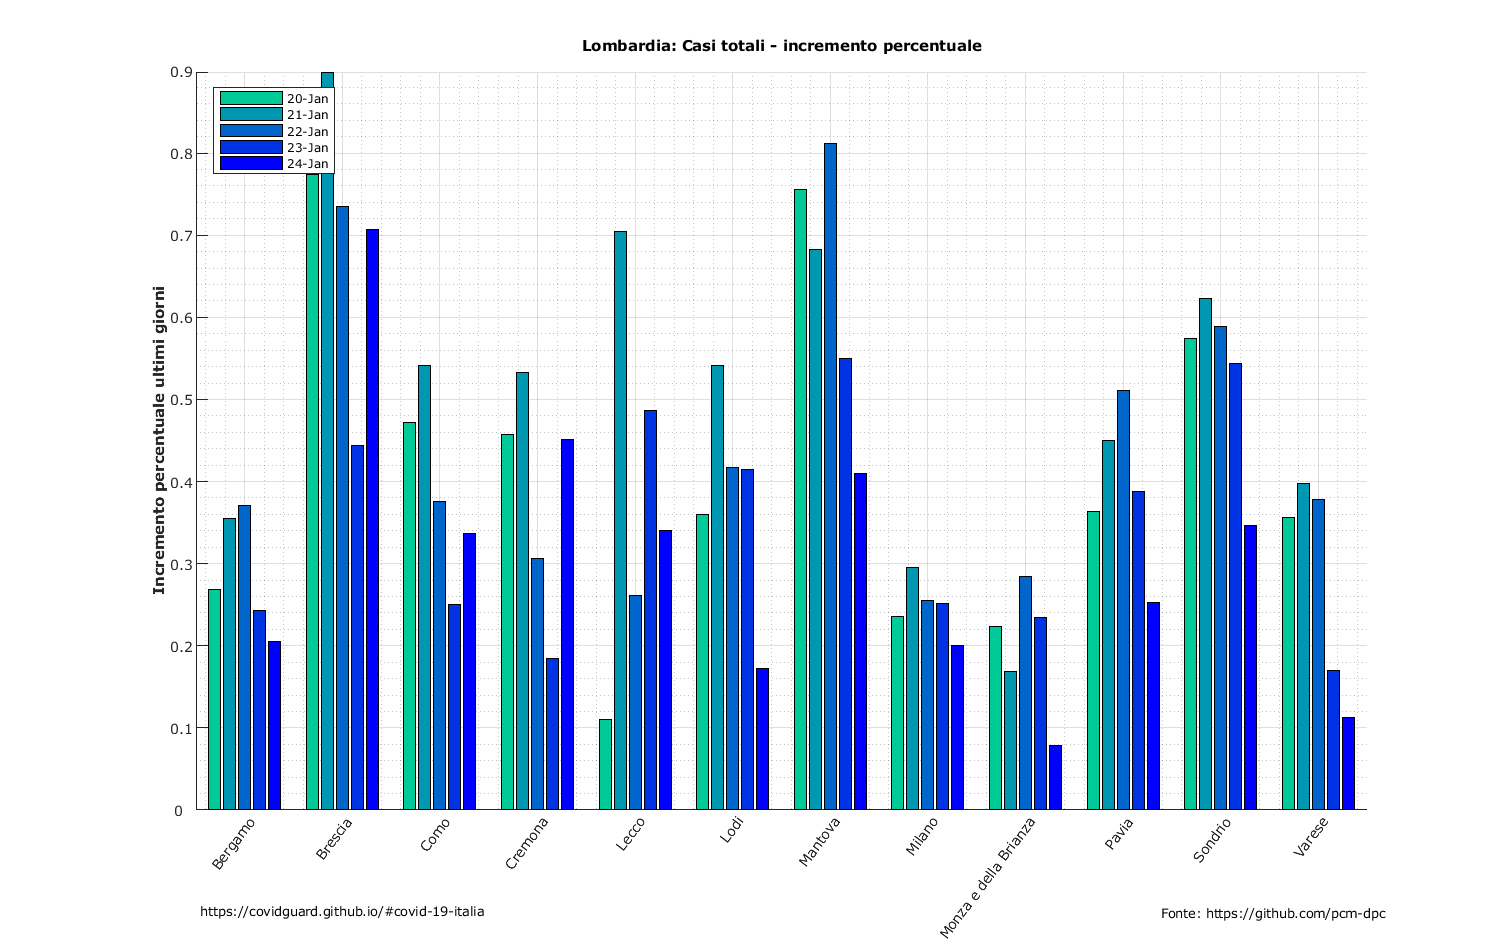 Lombardia: Casi totali - incremento percentuale
Incremento percentuale ultimi giorni
0.9
0.8
0.7
0.6
0.5
0.4
0.3
0.2
0.1
0
20-Jan
21-Jan
22-Jan
23-Jan
24-Jan
Bergamo
Brescia
Como
Cremona
Lecco
Lodi
Mantova
Milano
Monza e della Brianza
Pavia
Sondrio
Varese
https://covidguard.github.io/#covid-19-italia
Fonte: https://github.com/pcm-dpc